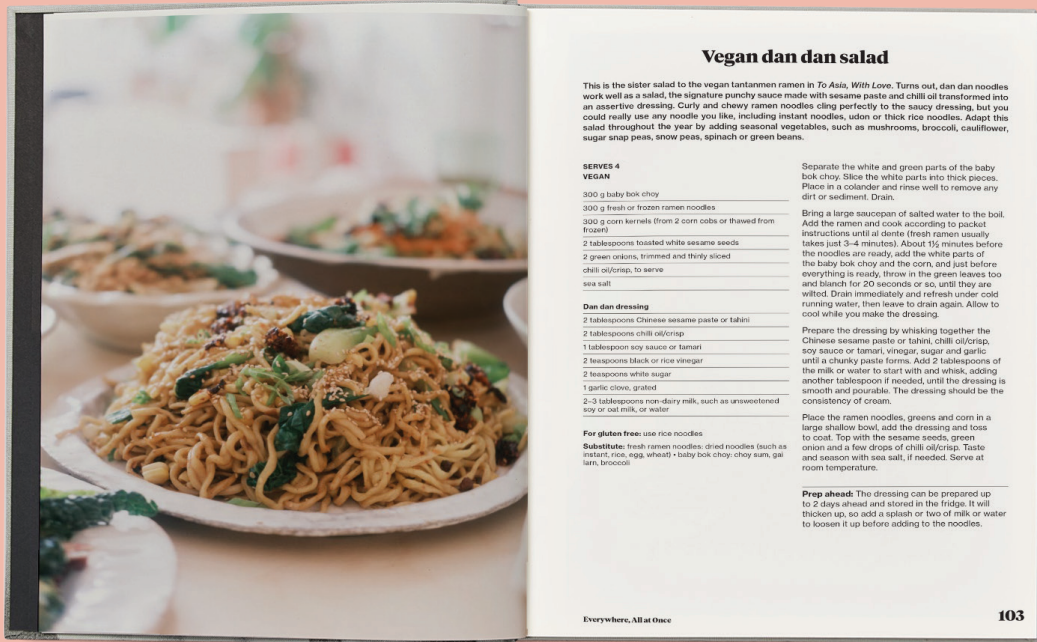 Vegan dan dan salad
This is the sister salad to the vegan tantanmen ramen in To Asia, With Love. Turns out, dan dan noodles
work well as a salad, the signature punchy sauce made with sesame paste and chilli oil transformed into
an assertive dressing. Curly and chewy ramen noodles cling perfectly to the saucy dressing, but you
could really use any noodle you like, including instant noodles, udon or thick rice noodles. Adapt this
salad throughout the year by adding seasonal vegetables, such as mushrooms, broccoli, cauliflower,
sugar snap peas, snow peas, spinach or green beans.
SERVES 4
VEGAN
300 g baby bok choy
300 g fresh or frozen ramen noodles
300 g corn kernels (from 2 corn cobs or thawed from
frozen)
2 tablespoons toasted white sesame seeds
2 green onions, trimmed and thinly sliced
chilli oil/crisp, to serve
sea salt
Dan dan dressing
2 tablespoons Chinese sesame paste or tahini
2 tablespoons chilli oil/crisp
1 tablespoon soy sauce or tamari
2 teaspoons black or rice vinegar
2 teaspoons white sugar
1 garlic clove, grated
2–3 tablespoons non-dairy milk, such as unsweetened
soy or oat milk, or water
For gluten free: use rice noodles
Substitute: fresh ramen noodles: dried noodles (such as
instant, rice, egg, wheat) • baby bok choy: choy sum, gai
larn, broccoli
Separate the white and green parts of the baby
bok choy. Slice the white parts into thick pieces.
Place in a colander and rinse well to remove any
dirt or sediment. Drain.
Bring a large saucepan of salted water to the boil.
Add the ramen and cook according to packet
instructions until al dente (fresh ramen usually
takes just 3–4 minutes). About 1½ minutes before
the noodles are ready, add the white parts of
the baby bok choy and the corn, and just before
everything is ready, throw in the green leaves too
and blanch for 20 seconds or so, until they are
wilted. Drain immediately and refresh under cold
running water, then leave to drain again. Allow to
cool while you make the dressing.
Prepare the dressing by whisking together the
Chinese sesame paste or tahini, chilli oil/crisp,
soy sauce or tamari, vinegar, sugar and garlic
until a chunky paste forms. Add 2 tablespoons of
the milk or water to start with and whisk, adding
another tablespoon if needed, until the dressing is
smooth and pourable. The dressing should be the
consistency of cream.
Place the ramen noodles, greens and corn in a
large shallow bowl, add the dressing and toss
to coat. Top with the sesame seeds, green
onion and a few drops of chilli oil/crisp. Taste
and season with sea salt, if needed. Serve at
room temperature.
Prep ahead: The dressing can be prepared up
to 2 days ahead and stored in the fridge. It will
thicken up, so add a splash or two of milk or water
to loosen it up before adding to the noodles.
Everywhere, All at Once
103